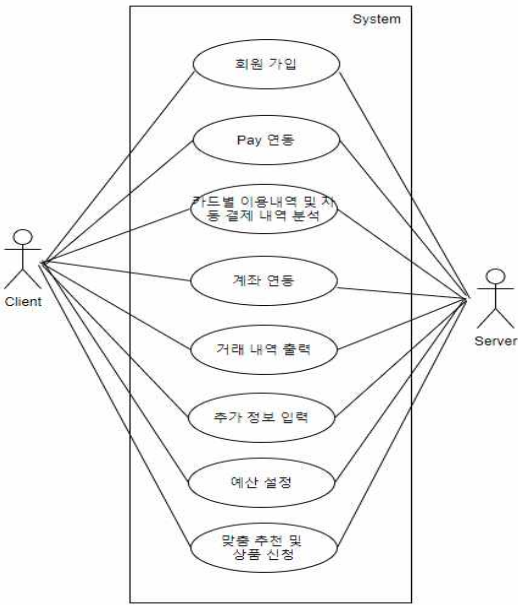 System
회원 가입
Pay 연동
카드별 이용내역 및 자
동 결제 내역 분석
계좌 연동
Client
Server
거래 내역 출력
추가 정보 입력
예산 설정
맞춤 추천 및
상품 신청